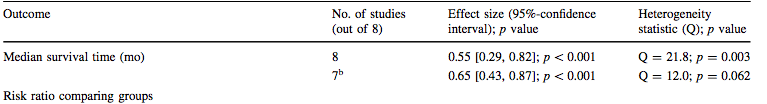 Outcome No. of studies (out of 8) Effect size (95%-confidence interval); p value Heterogeneity statistic (Q); p value
Median survival time (mo) 8 0.55 [0.29, 0.82]; p < 0.001 Q = 21.8; p = 0.003
7b 0.65 [0.43, 0.87]; p < 0.001 Q = 12.0; p = 0.062
Risk ratio comparing groups